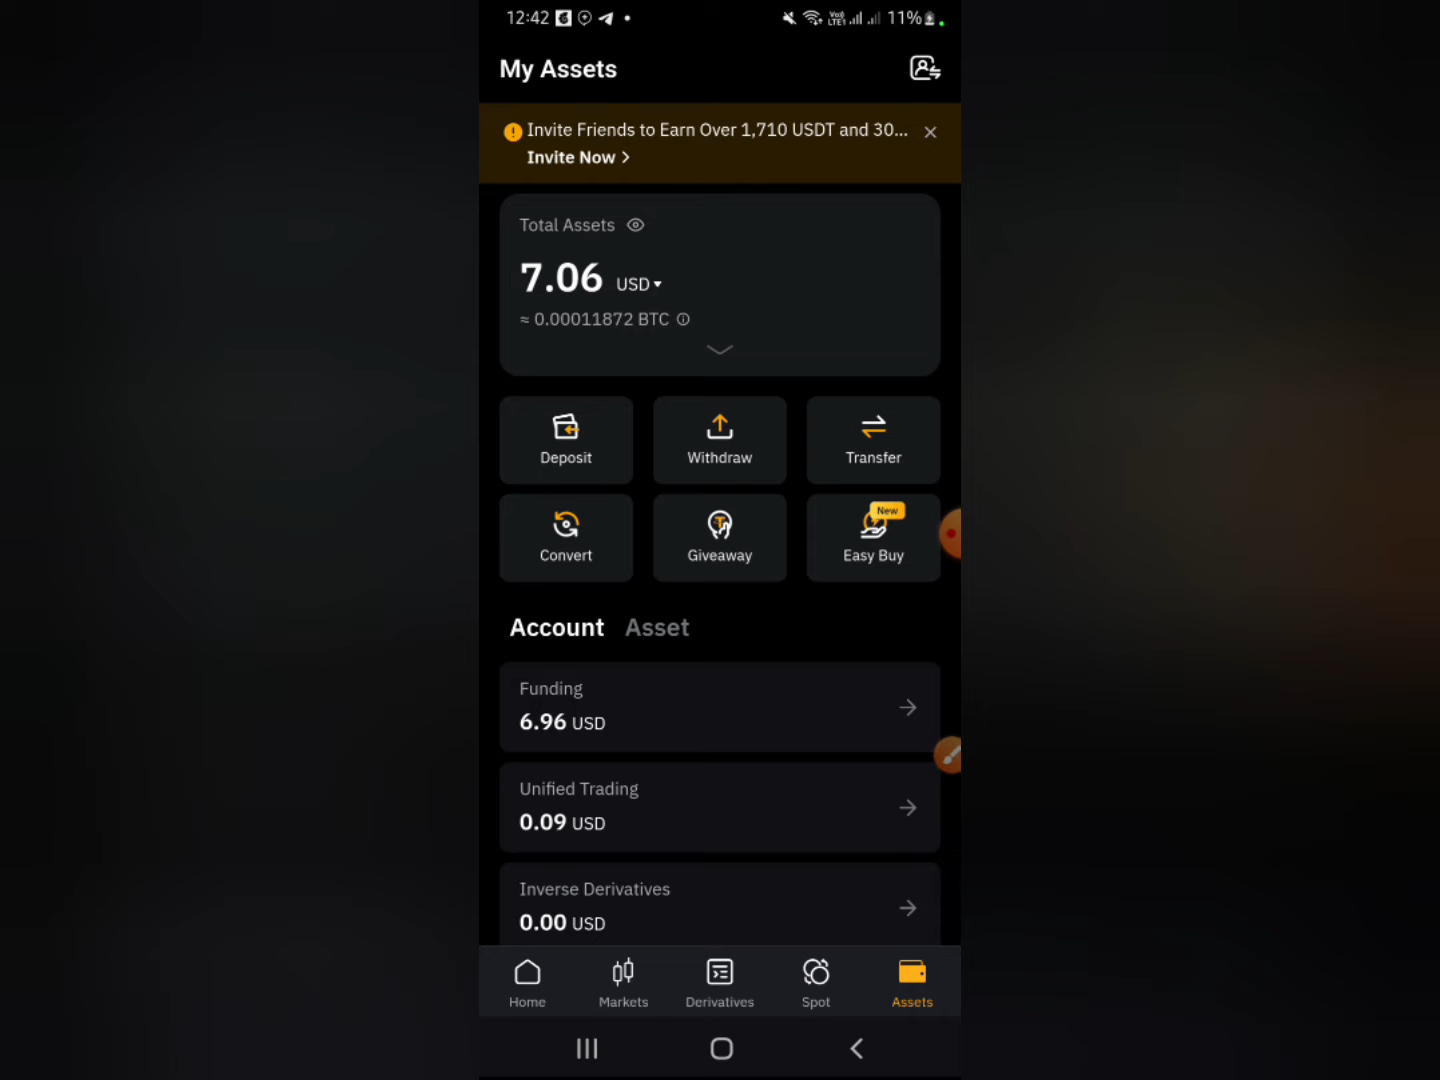 12:42
Vo)) LTE1 11%
My Assets
Invite Friends to Earn Over 1,710 USDT and 30...
Invite Now >
Total Assets
7.06 USD
≈ 0.00011872 BTC
Deposit Withdraw Transfer
New
Convert Giveaway Easy Buy
Account Asset
Funding
6.96 USD
Unified Trading
0.09 USD
Inverse Derivatives
0.00 USD
Home Markets Derivatives Spot Assets